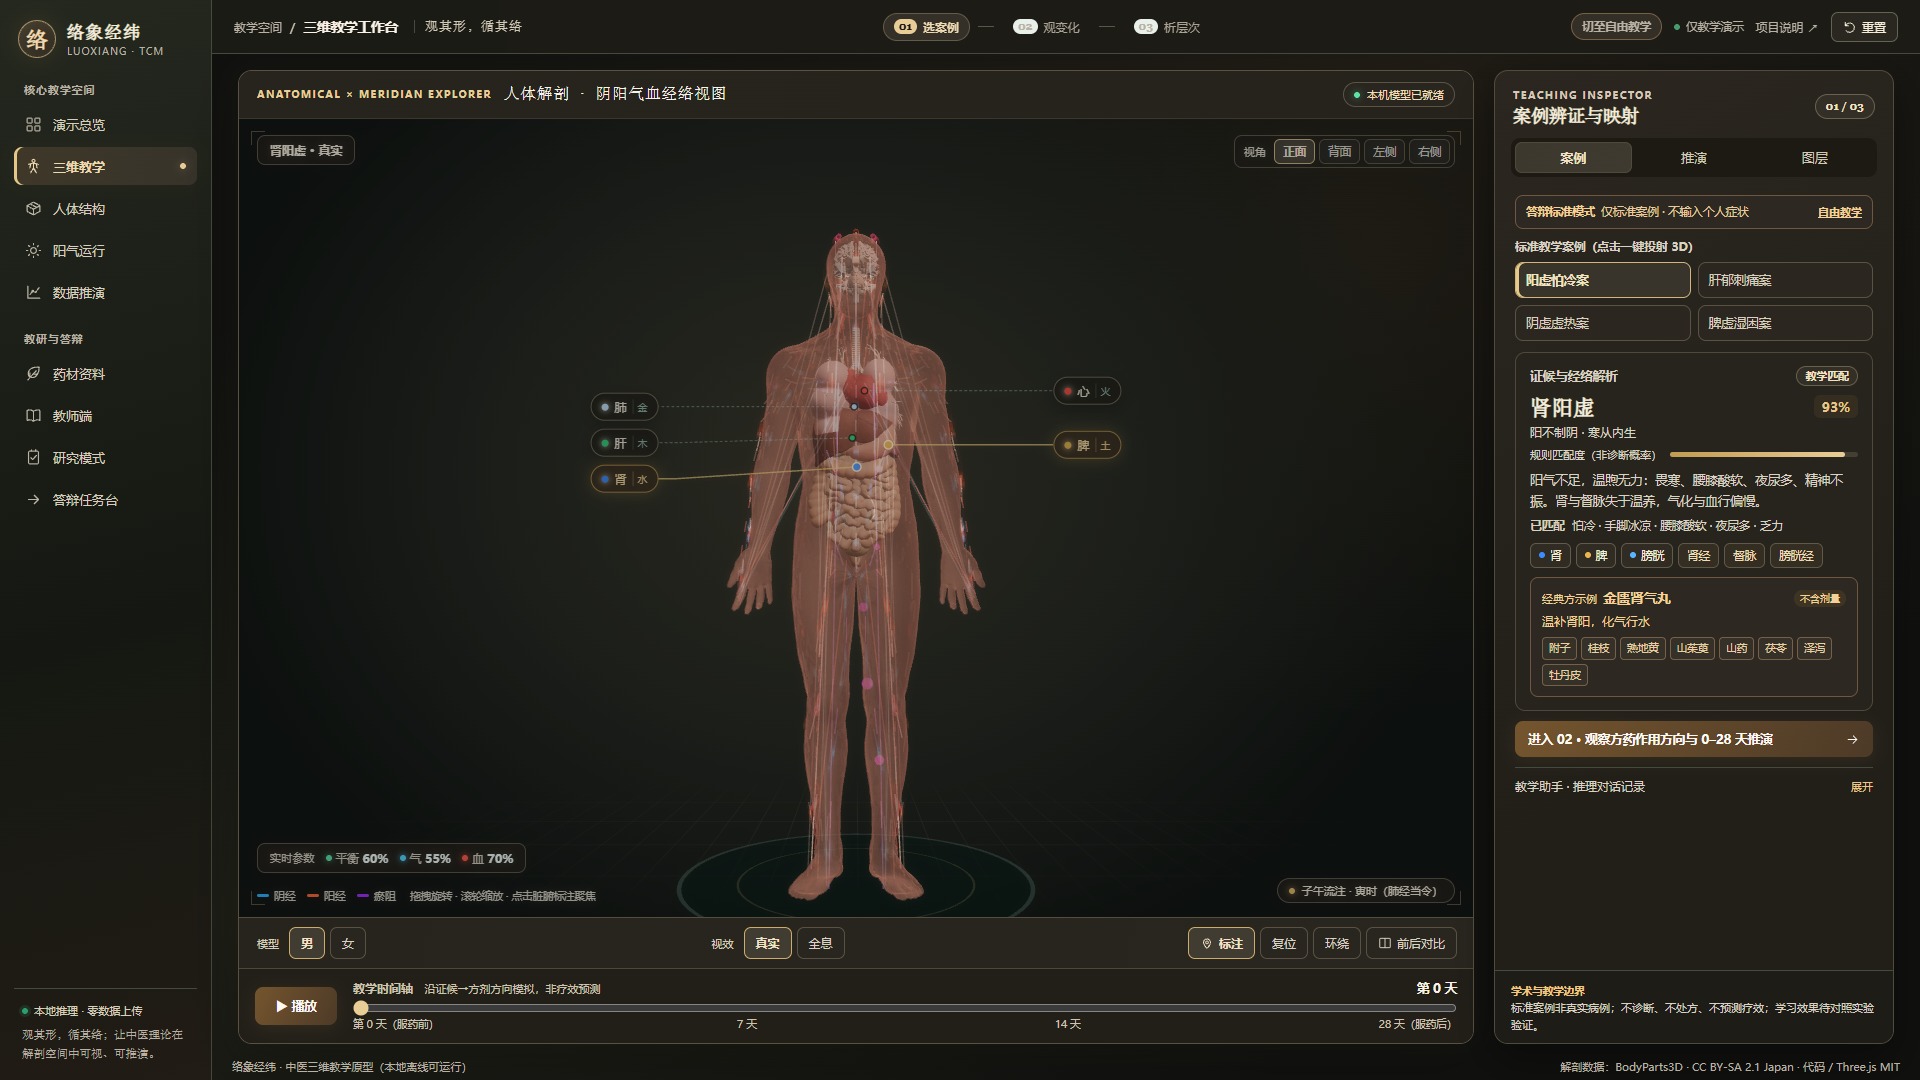 络
络象经纬
LUOXIANG · TCM
核心教学空间
演示总览
三维教学
人体结构
阳气运行
数据推演
教研与答辩
药材资料
教师端
研究模式
答辩任务台
本地推理 · 零数据上传
观其形，循其络；让中医理论在
解剖空间中可视、可推演。
教学空间 / 三维教学工作台 观其形，循其络
01 选案例 02 观变化 03 析层次
切至自由教学 仅教学演示 项目说明 ↗ 重置
ANATOMICAL × MERIDIAN EXPLORER 人体解剖 · 阴阳气血经络视图
本机模型已就绪
肾阳虚 • 真实
视角 正面 背面 左侧 右侧
肺 金
肝 木
肾 水
心 火
脾 土
实时参数 平衡 60% 气 55% 血 70%
阴经 阳经 瘀阻 拖拽旋转 · 滚轮缩放 · 点击脏腑标注聚焦
子午流注 · 寅时（肺经当令）
模型 男 女
视效 真实 全息
标注 复位 环绕 前后对比
播放
教学时间轴 沿证候→方剂方向模拟，非疗效预测
第 0 天
第 0 天（服药前） 7 天 14 天 28 天（服药后）
络象经纬 · 中医三维教学原型（本地离线可运行）
TEACHING INSPECTOR
案例辨证与映射
01 / 03
案例 推演 图层
答辩标准模式 仅标准案例 · 不输入个人症状 自由教学
标准教学案例（点击一键投射 3D）
阳虚怕冷案 肝郁刺痛案
阴虚虚热案 脾虚湿困案
证候与经络解析 教学匹配
肾阳虚 93%
阳不制阴 · 寒从内生
规则匹配度（非诊断概率）
阳气不足，温煦无力：畏寒、腰膝酸软、夜尿多、精神不
振。肾与督脉失于温养，气化与血行偏慢。
已匹配 怕冷 · 手脚冰凉 · 腰膝酸软 · 夜尿多 · 乏力
肾 脾 膀胱 肾经 督脉 膀胱经
经典方示例 金匮肾气丸 不含剂量
温补肾阳，化气行水
附子 桂枝 熟地黄 山茱萸 山药 茯苓 泽泻
牡丹皮
进入 02 • 观察方药作用方向与 0–28 天推演 →
教学助手 · 推理对话记录 展开
学术与教学边界
标准案例非真实病例；不诊断、不处方、不预测疗效；学习效果待对照实验
验证。
解剖数据：BodyParts3D · CC BY-SA 2.1 Japan · 代码 / Three.js MIT